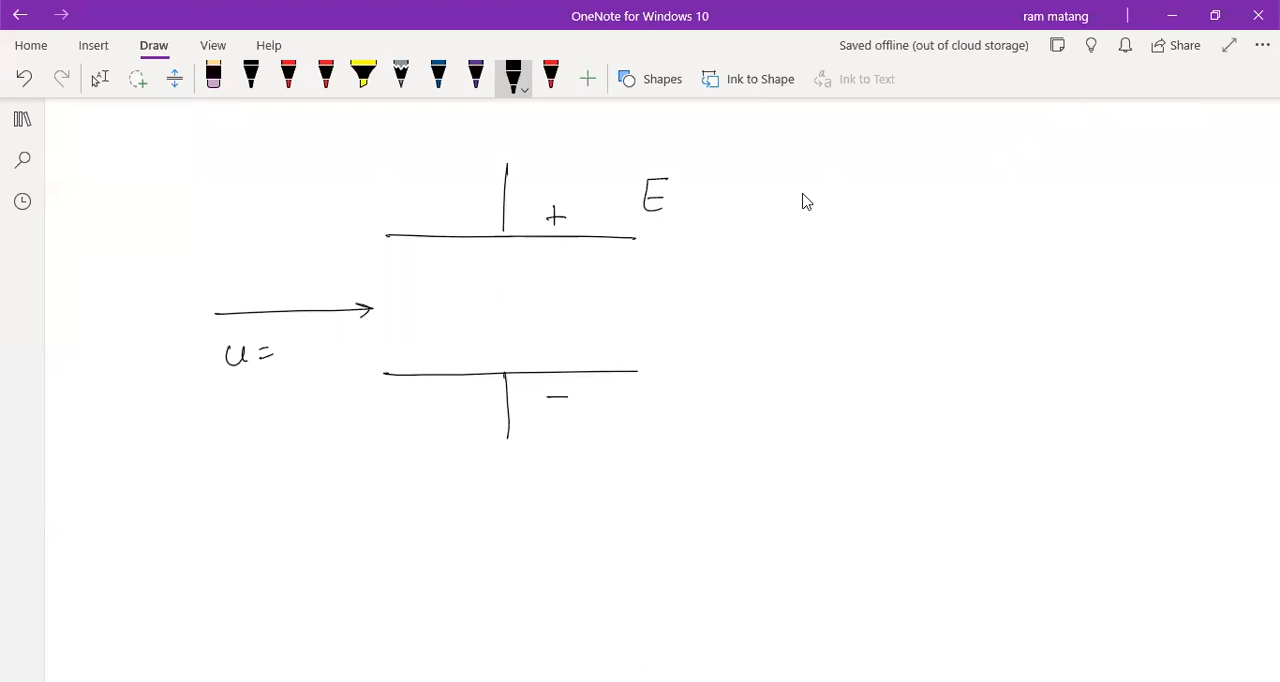 OneNote for Windows 10
ram matang
Home Insert Draw View Help
Saved offline (out of cloud storage)
Share
Shapes
Ink to Shape
Ink to Text
E
+
u =
−